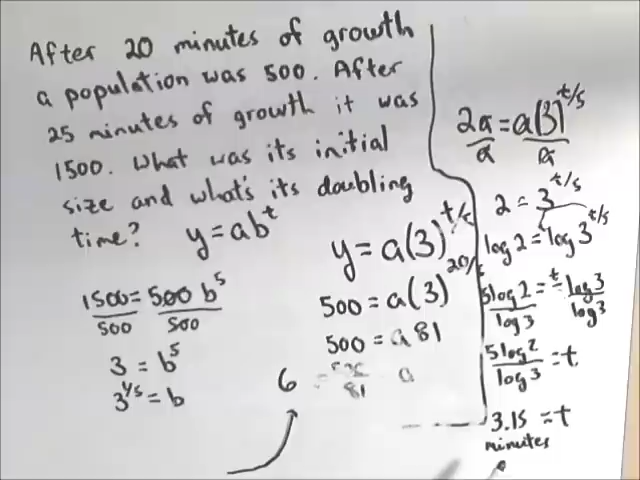 After 20 minutes of growth
a population was 500. After
25 minutes of growth it was
1500. What was its initial
size and what's its doubling
time? y = ab^t
1500 = 500 b^5
500 500
3 = b^5
3^1/5 = b
y = a(3)^t/5
500 = a(3)^20/5
500 = a 81
6 = 500/81 a
2a = a(3)^t/5
a a
2 = 3^t/5
log 2 = log 3^t/5
5 log 2 = t log 3
log 3 log 3
5 log 2 = t
log 3
3.15 = t
minutes